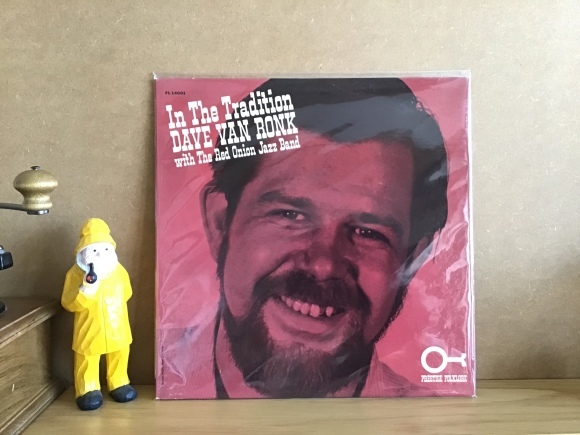 In The Tradition
DAVE VAN RONK
with The Red Onion Jazz Band